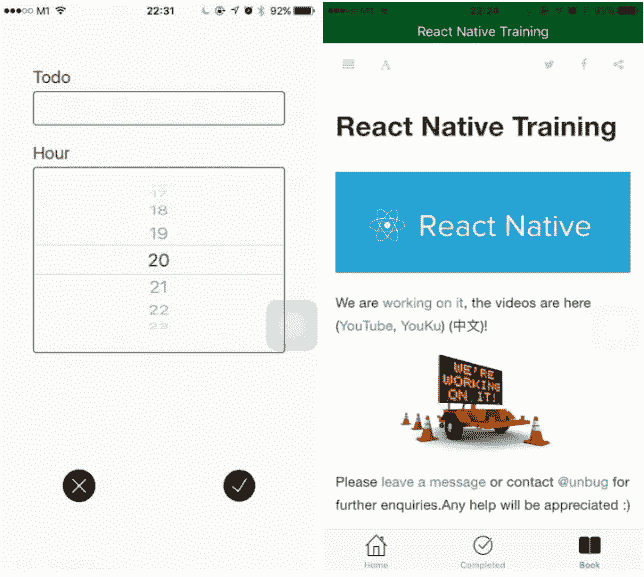 M1 22:31 92%
Todo
Hour
17
18
19
20
21
22
23
22:24
React Native Training
A
React Native Training
React Native
We are working on it, the videos are here
(YouTube, YouKu) (中文)!
WE'RE
WORKING
ON IT!
Please leave a message or contact @unbug for
further enquiries.Any help will be appreciated :)
Home Completed Book